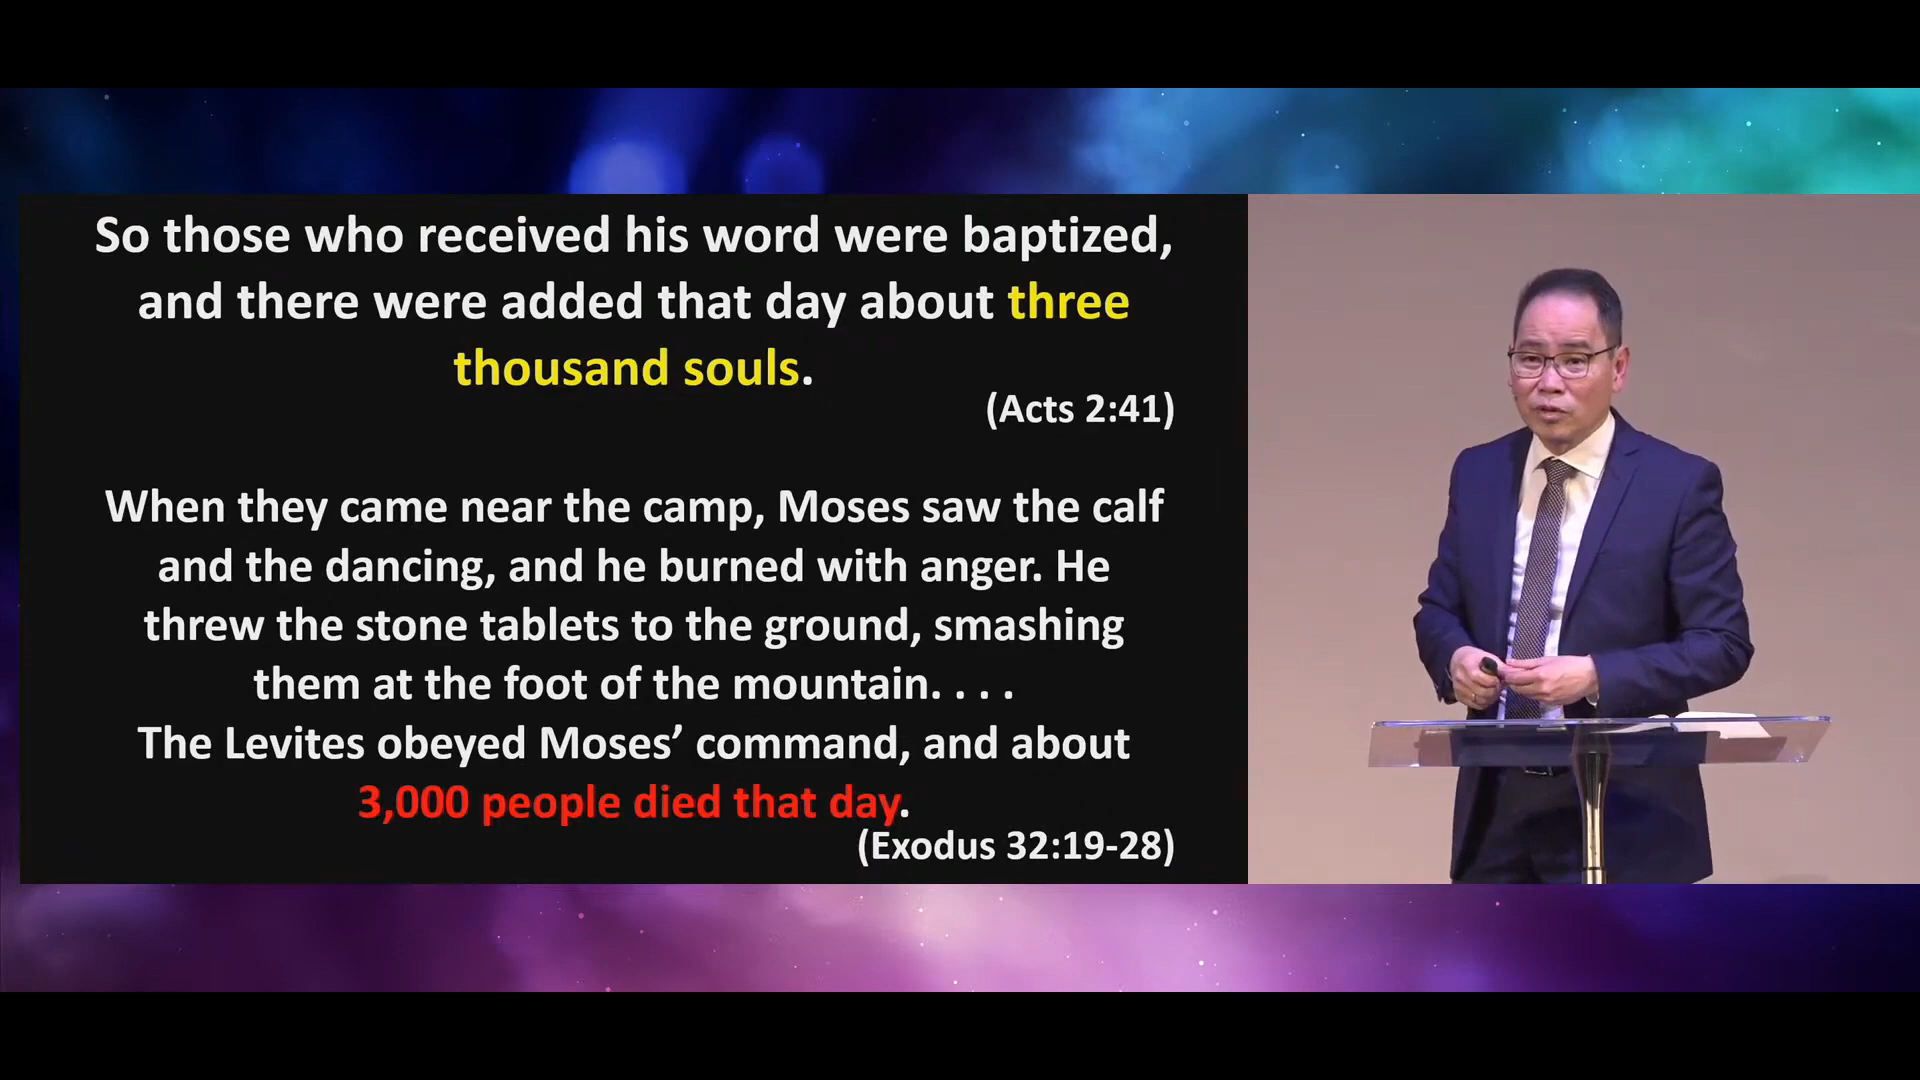 So those who received his word were baptized,
and there were added that day about three
thousand souls.
(Acts 2:41)
When they came near the camp, Moses saw the calf
and the dancing, and he burned with anger. He
threw the stone tablets to the ground, smashing
them at the foot of the mountain. . . .
The Levites obeyed Moses’ command, and about
3,000 people died that day.
(Exodus 32:19-28)